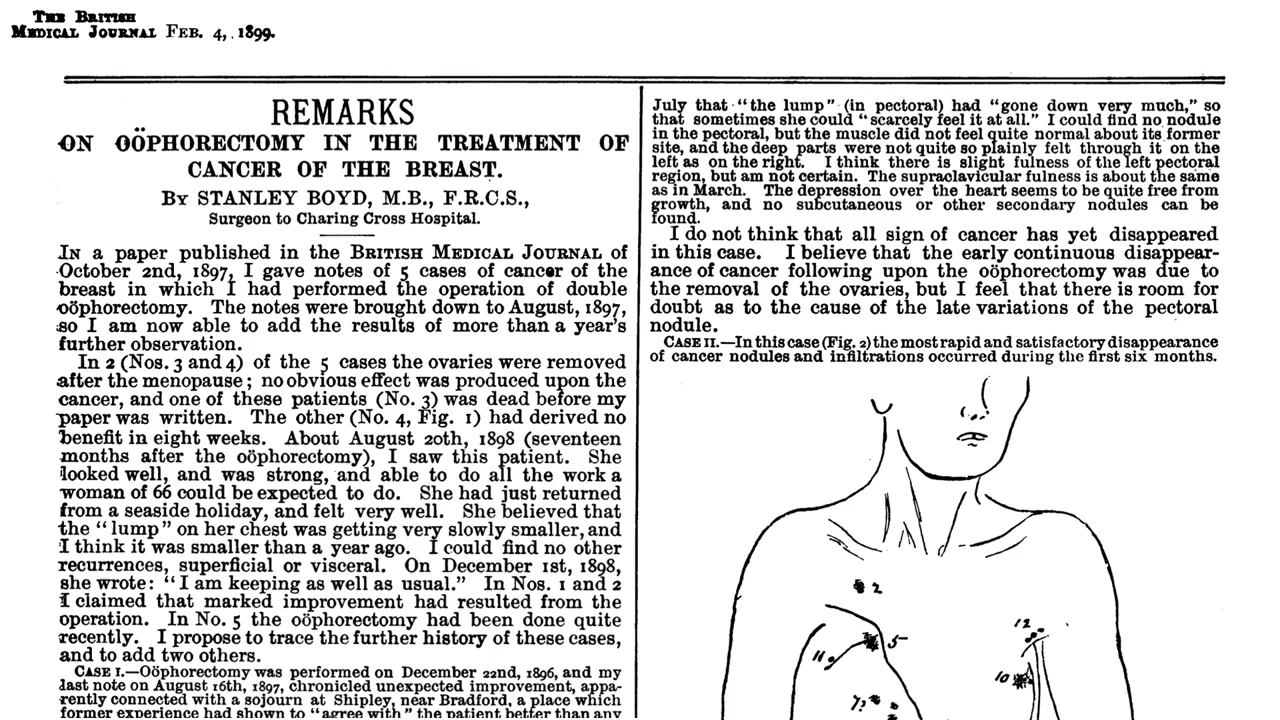 THE BRITISH
MEDICAL JOURNAL FEB. 4, 1899.
REMARKS
ON OÖPHORECTOMY IN THE TREATMENT OF
CANCER OF THE BREAST.
BY STANLEY BOYD, M.B., F.R.C.S.,
Surgeon to Charing Cross Hospital.
IN a paper published in the BRITISH MEDICAL JOURNAL of
October 2nd, 1897, I gave notes of 5 cases of cancer of the
breast in which I had performed the operation of double
oöphorectomy. The notes were brought down to August, 1897,
so I am now able to add the results of more than a year's
further observation.
In 2 (Nos. 3 and 4) of the 5 cases the ovaries were removed
after the menopause; no obvious effect was produced upon the
cancer, and one of these patients (No. 3) was dead before my
paper was written. The other (No. 4, Fig. 1) had derived no
benefit in eight weeks. About August 20th, 1898 (seventeen
months after the oöphorectomy), I saw this patient. She
looked well, and was strong, and able to do all the work a
woman of 66 could be expected to do. She had just returned
from a seaside holiday, and felt very well. She believed that
the "lump" on her chest was getting very slowly smaller, and
I think it was smaller than a year ago. I could find no other
recurrences, superficial or visceral. On December 1st, 1898,
she wrote: "I am keeping as well as usual." In Nos. 1 and 2
I claimed that marked improvement had resulted from the
operation. In No. 5 the oöphorectomy had been done quite
recently. I propose to trace the further history of these cases,
and to add two others.
CASE I.—Oöphorectomy was performed on December 22nd, 1896, and my
last note on August 16th, 1897, chronicled unexpected improvement, appa-
rently connected with a sojourn at Shipley, near Bradford, a place which
former experience had shown to "agree with" the patient better than any
July that "the lump" (in pectoral) had "gone down very much," so
that sometimes she could "scarcely feel it at all." I could find no nodule
in the pectoral, but the muscle did not feel quite normal about its former
site, and the deep parts were not quite so plainly felt through it on the
left as on the right. I think there is slight fulness of the left pectoral
region, but am not certain. The supraclavicular fulness is about the same
as in March. The depression over the heart seems to be quite free from
growth, and no subcutaneous or other secondary nodules can be
found.
I do not think that all sign of cancer has yet disappeared
in this case. I believe that the early continuous disappear-
ance of cancer following upon the oöphorectomy was due to
the removal of the ovaries, but I feel that there is room for
doubt as to the cause of the late variations of the pectoral
nodule.
CASE II.—In this case (Fig. 2) the most rapid and satisfactory disappearance
of cancer nodules and infiltrations occurred during the first six months.
2
12
5
11
10
7?